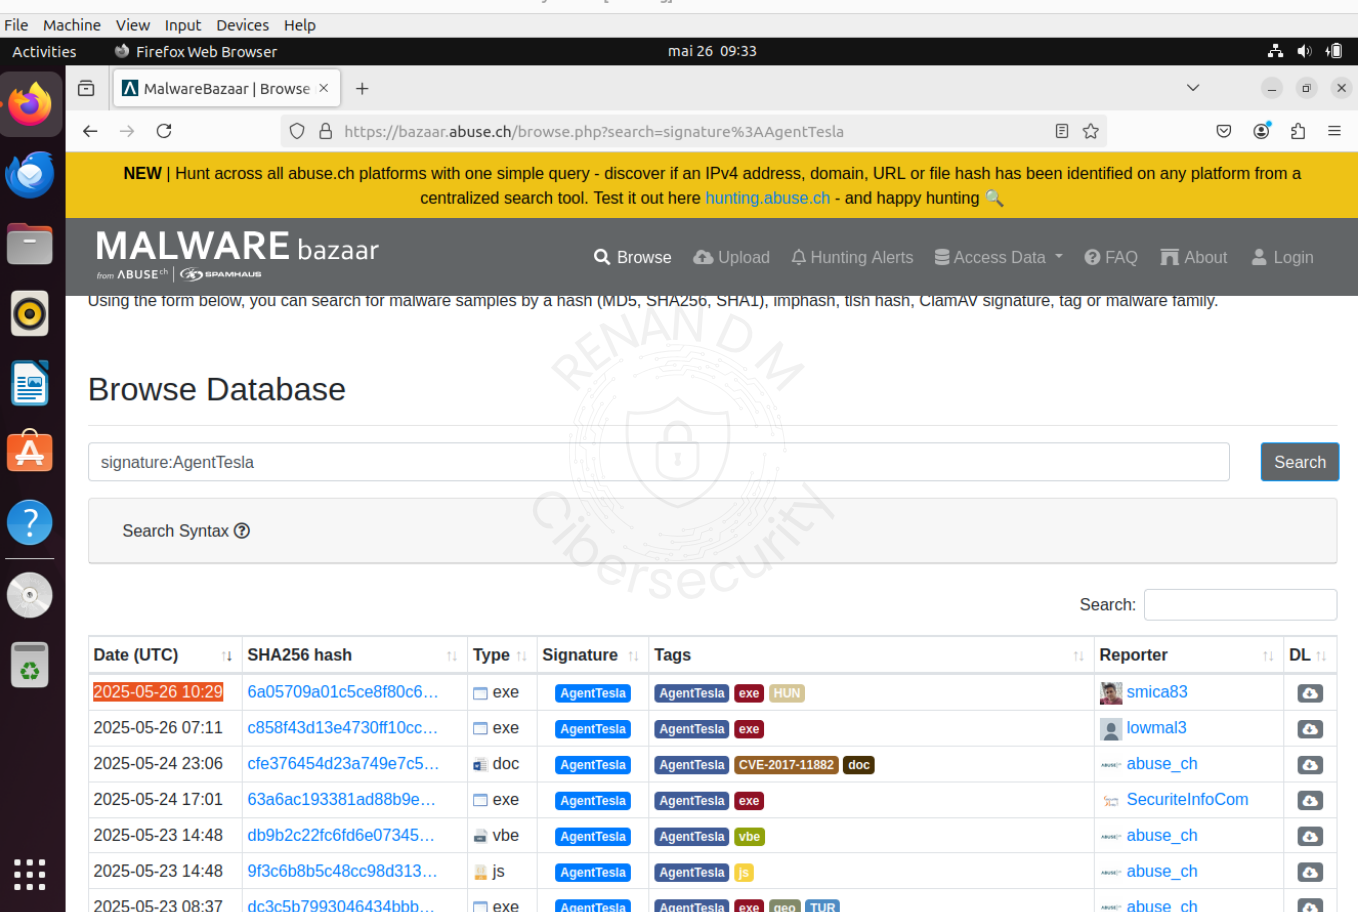 File Machine View Input Devices Help
Activities Firefox Web Browser mai 26 09:33
MalwareBazaar | Browse
https://bazaar.abuse.ch/browse.php?search=signature%3AAgentTesla
NEW | Hunt across all abuse.ch platforms with one simple query - discover if an IPv4 address, domain, URL or file hash has been identified on any platform from a
centralized search tool. Test it out here hunting.abuse.ch - and happy hunting 🔍
MALWARE bazaar
from ABUSE ch | SPAMHAUS
Browse Upload Hunting Alerts Access Data FAQ About Login
Using the form below, you can search for malware samples by a hash (MD5, SHA256, SHA1), imphash, tlsh hash, ClamAV signature, tag or malware family.
RENAN D M
Cibersecurity
Browse Database
signature:AgentTesla Search
Search Syntax
Search:
Date (UTC) SHA256 hash Type Signature Tags Reporter DL
2025-05-26 10:29 6a05709a01c5ce8f80c6… exe AgentTesla AgentTesla exe HUN smica83
2025-05-26 07:11 c858f43d13e4730ff10cc… exe AgentTesla AgentTesla exe lowmal3
2025-05-24 23:06 cfe376454d23a749e7c5… doc AgentTesla AgentTesla CVE-2017-11882 doc abuse_ch
2025-05-24 17:01 63a6ac193381ad88b9e… exe AgentTesla AgentTesla exe SecuriteInfoCom
2025-05-23 14:48 db9b2c22fc6fd6e07345… vbe AgentTesla AgentTesla vbe abuse_ch
2025-05-23 14:48 9f3c6b8b5c48cc98d313… js AgentTesla AgentTesla js abuse_ch
2025-05-23 08:37 dc3c5b7993046434bbb… exe AgentTesla AgentTesla exe geo TUR abuse_ch